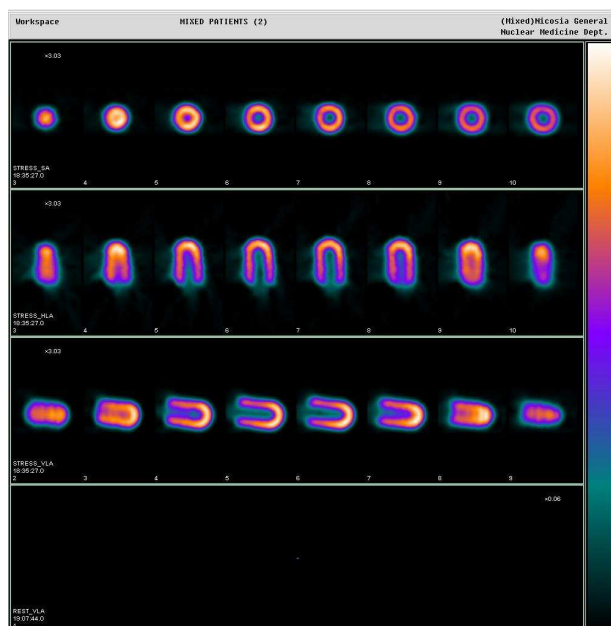 Workspace
MIXED PATIENTS (2)
(Mixed)Nicosia General
Nuclear Medicine Dept.
×3.03
STRESS_SA
18:35:27.0
3 4 5 6 7 8 9 10
×3.03
STRESS_HLA
18:35:27.0
3 4 5 6 7 8 9 10
×3.03
STRESS_VLA
18:35:27.0
2 3 4 5 6 7 8 9
×0.06
REST_VLA
19:07:44.0